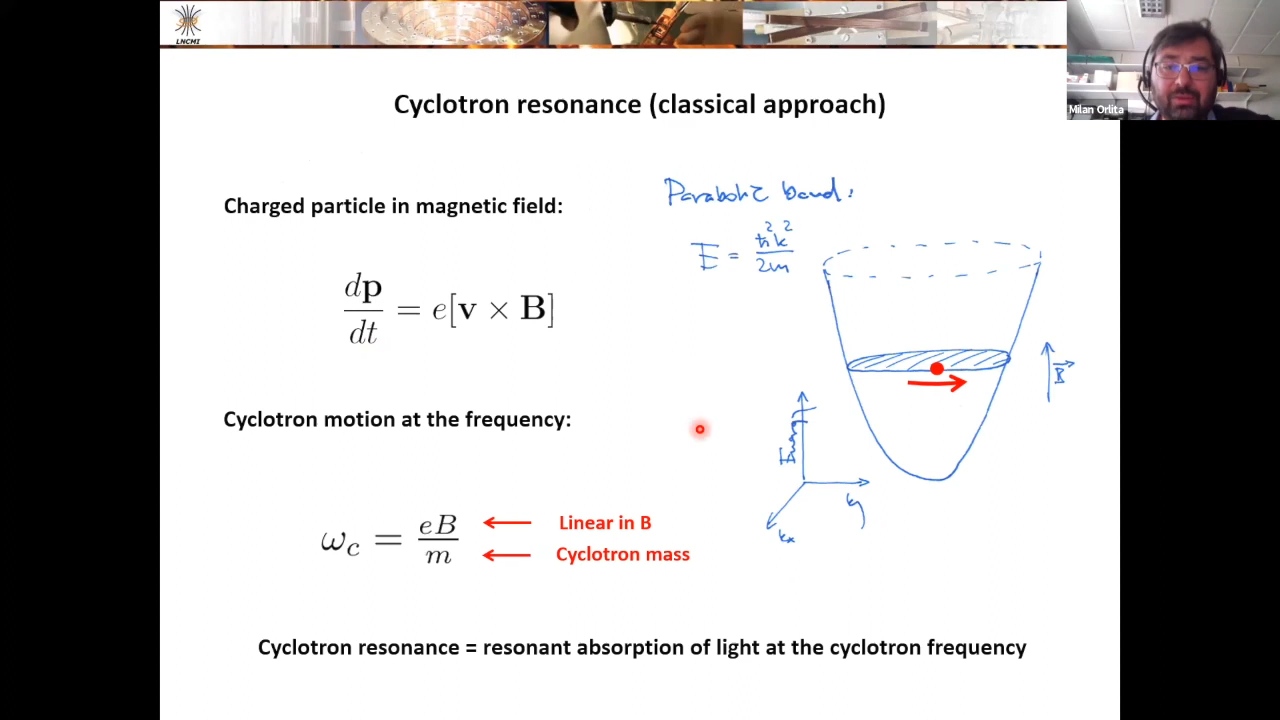 LNCMI
Milan Orlita
Cyclotron resonance (classical approach)
Charged particle in magnetic field:
dp/dt = e[v × B]
Parabolic band:
E = ħ²k²/2m
B
Energy
ky
kx
Cyclotron motion at the frequency:
ω_c = eB/m
Linear in B
Cyclotron mass
Cyclotron resonance = resonant absorption of light at the cyclotron frequency